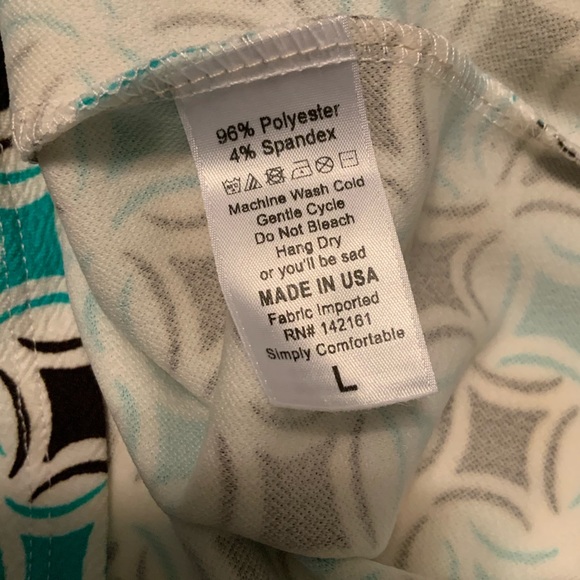 96% Polyester
4% Spandex
Machine Wash Cold
Gentle Cycle
Do Not Bleach
Hang Dry
or you'll be sad
MADE IN USA
Fabric Imported
RN# 142161
Simply Comfortable
L